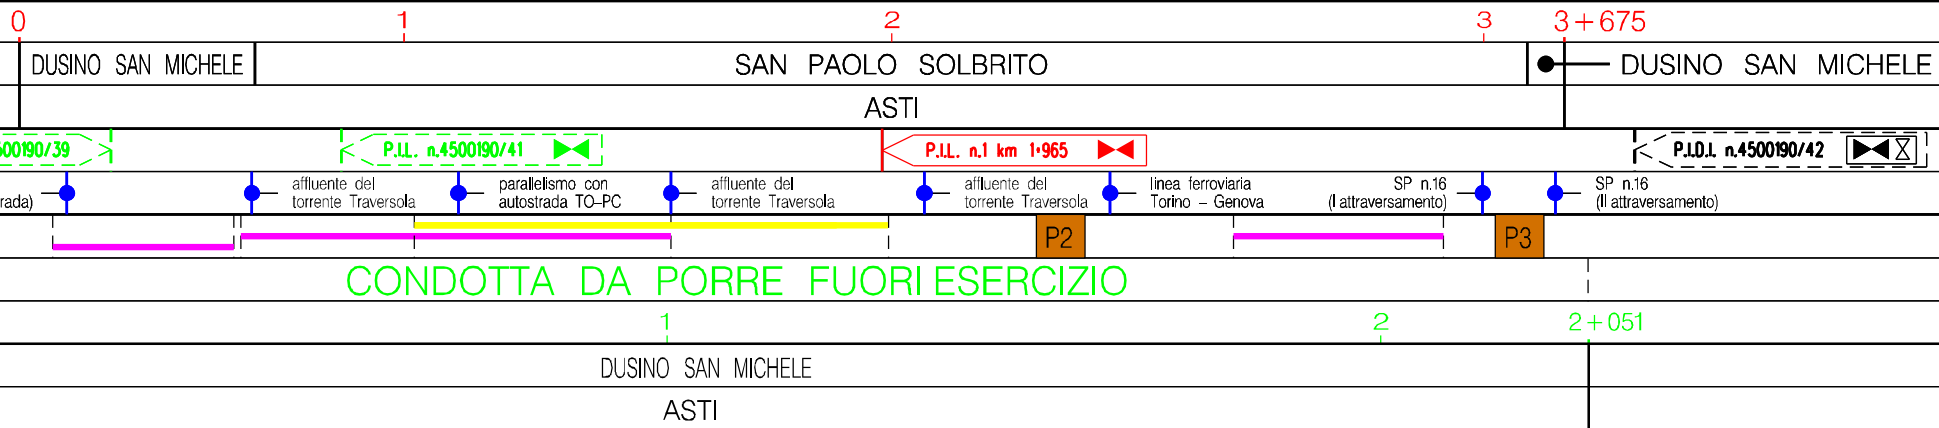 0 1 2 3 3+675
DUSINO SAN MICHELE SAN PAOLO SOLBRITO DUSINO SAN MICHELE
ASTI
500190/39 P.I.L. n.4500190/41 P.I.L. n.1 km 1+965 P.I.D.I. n.4500190/42
rada)
affluente del
torrente Traversola
parallelismo con
autostrada TO-PC
affluente del
torrente Traversola
affluente del
torrente Traversola
linea ferroviaria
Torino - Genova
SP n.16
(I attraversamento)
SP n.16
(II attraversamento)
P2 P3
CONDOTTA DA PORRE FUORI ESERCIZIO
1 2 2+051
DUSINO SAN MICHELE
ASTI